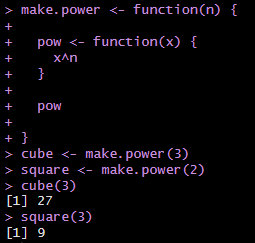 > make.power <- function(n) {
+
+   pow <- function(x) {
+     x^n
+   }
+
+   pow
+
+ }
> cube <- make.power(3)
> square <- make.power(2)
> cube(3)
[1] 27
> square(3)
[1] 9